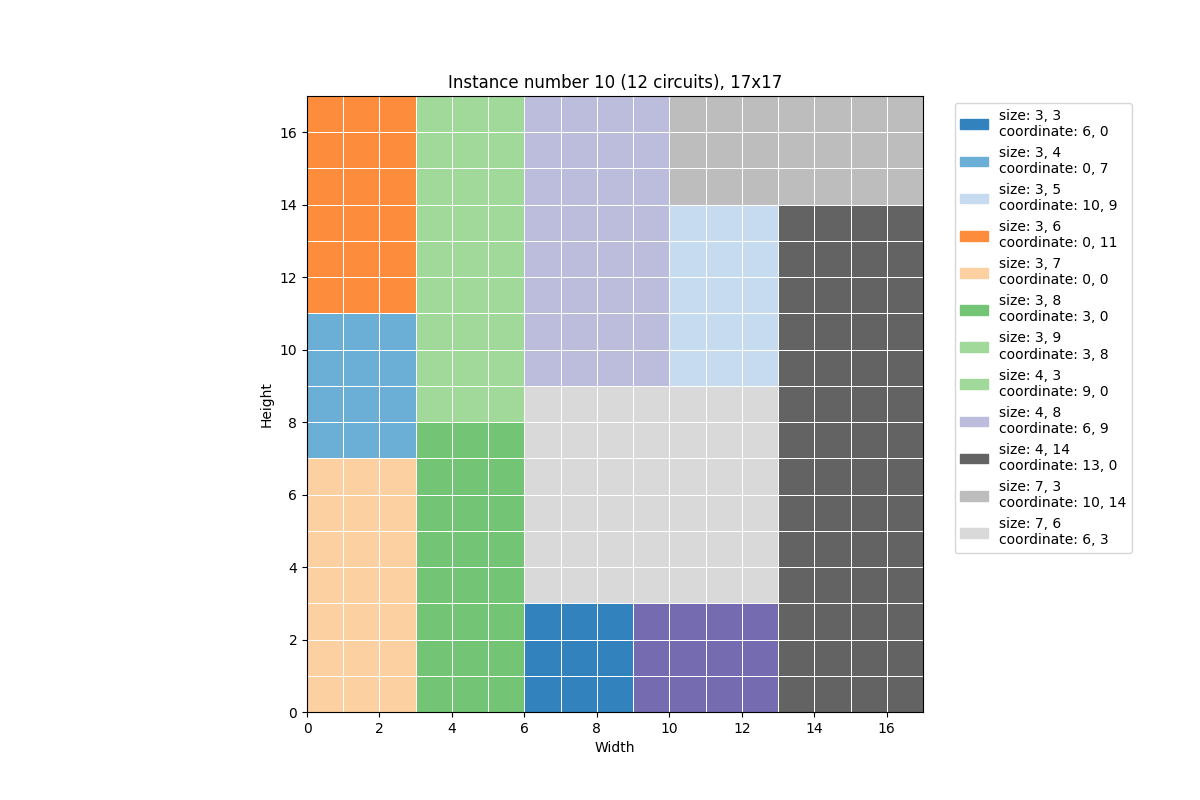 Instance number 10 (12 circuits), 17x17
Height
16
14
12
10
8
6
4
2
0
0 2 4 6 8 10 12 14 16
Width
size: 3, 3
coordinate: 6, 0
size: 3, 4
coordinate: 0, 7
size: 3, 5
coordinate: 10, 9
size: 3, 6
coordinate: 0, 11
size: 3, 7
coordinate: 0, 0
size: 3, 8
coordinate: 3, 0
size: 3, 9
coordinate: 3, 8
size: 4, 3
coordinate: 9, 0
size: 4, 8
coordinate: 6, 9
size: 4, 14
coordinate: 13, 0
size: 7, 3
coordinate: 10, 14
size: 7, 6
coordinate: 6, 3